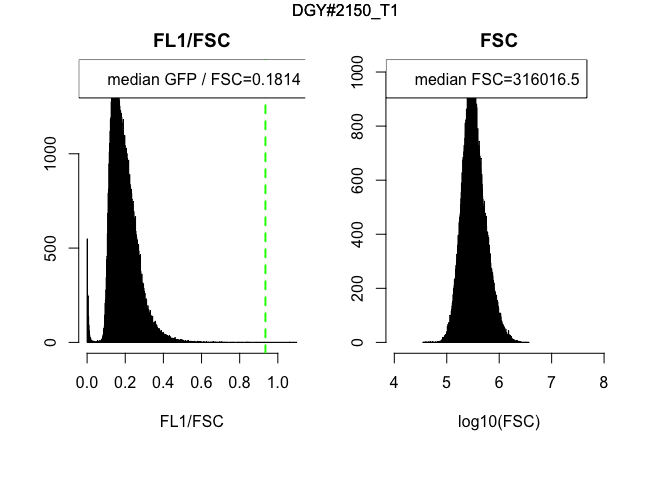 DGY#2150_T1
FL1/FSC
median GFP / FSC=0.1814
1000
500
0
0.0 0.2 0.4 0.6 0.8 1.0
FL1/FSC
FSC
median FSC=316016.5
1000
800
600
400
200
0
4 5 6 7 8
log10(FSC)